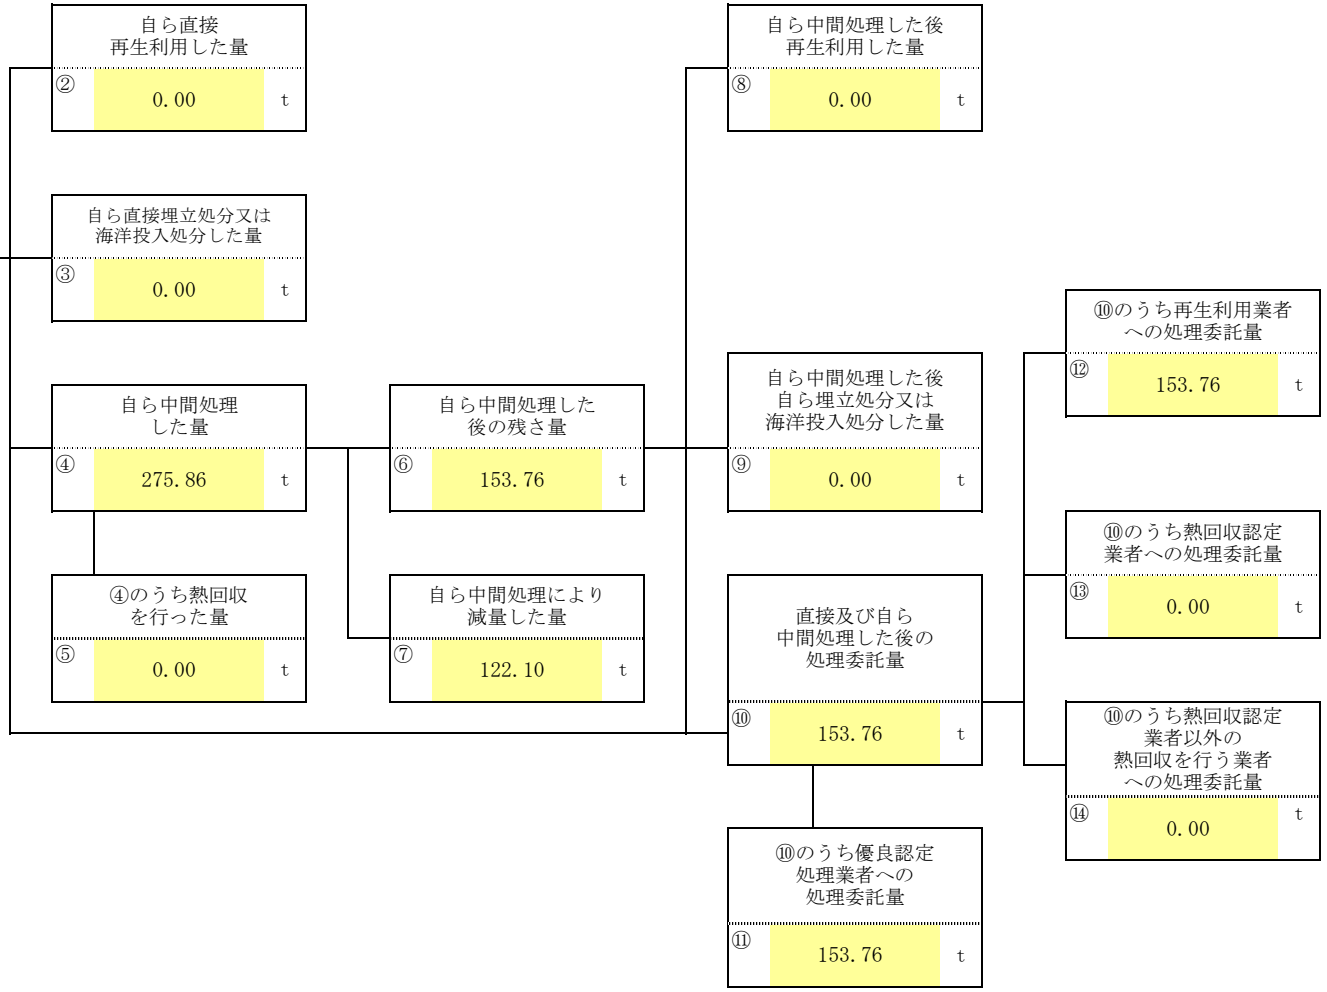 自ら直接
再生利用した量
②
0.00
t
自ら中間処理した後
再生利用した量
⑧
0.00
t
自ら直接埋立処分又は
海洋投入処分した量
③
0.00
t
⑩のうち再生利用業者
への処理委託量
⑫
153.76
t
自ら中間処理
した量
④
275.86
t
自ら中間処理した
後の残さ量
⑥
153.76
t
自ら中間処理した後
自ら埋立処分又は
海洋投入処分した量
⑨
0.00
t
⑩のうち熱回収認定
業者への処理委託量
⑬
0.00
t
④のうち熱回収
を行った量
⑤
0.00
t
自ら中間処理により
減量した量
⑦
122.10
t
直接及び自ら
中間処理した後の
処理委託量
⑩
153.76
t
⑩のうち熱回収認定
業者以外の
熱回収を行う業者
への処理委託量
⑭
0.00
t
⑩のうち優良認定
処理業者への
処理委託量
⑪
153.76
t